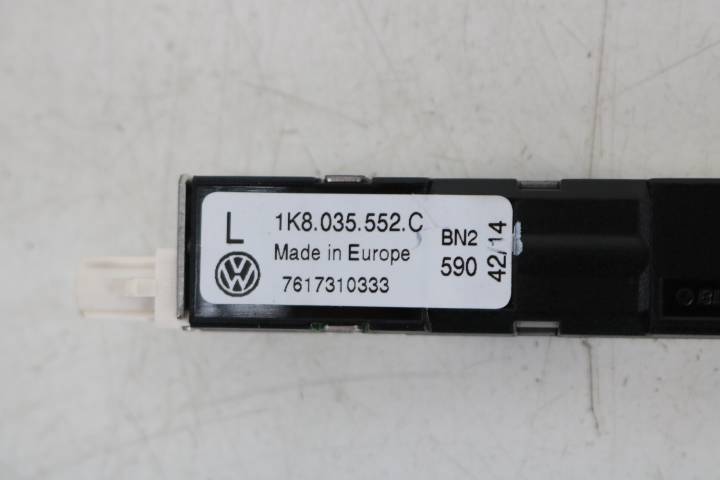 L
1K8.035.552.C
Made in Europe
7617310333
BN2
590
42/14